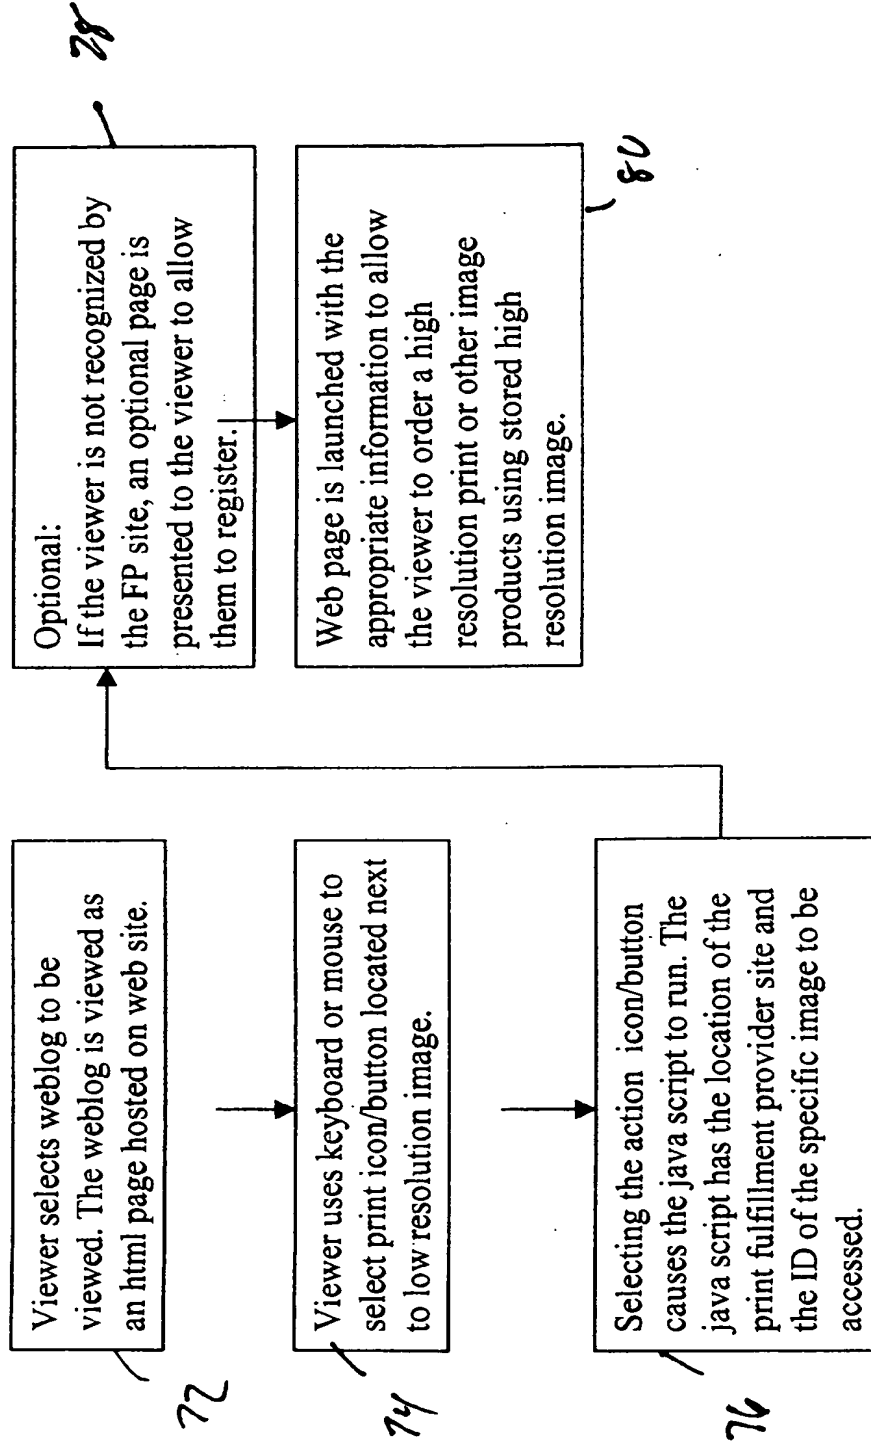 Viewer selects weblog to be
viewed. The weblog is viewed as
an html page hosted on web site.
72
Viewer uses keyboard or mouse to
select print icon/button located next
to low resolution image.
74
Selecting the action icon/button
causes the java script to run. The
java script has the location of the
print fulfillment provider site and
the ID of the specific image to be
accessed.
76
Optional:
If the viewer is not recognized by
the FP site, an optional page is
presented to the viewer to allow
them to register.
78
Web page is launched with the
appropriate information to allow
the viewer to order a high
resolution print or other image
products using stored high
resolution image.
80